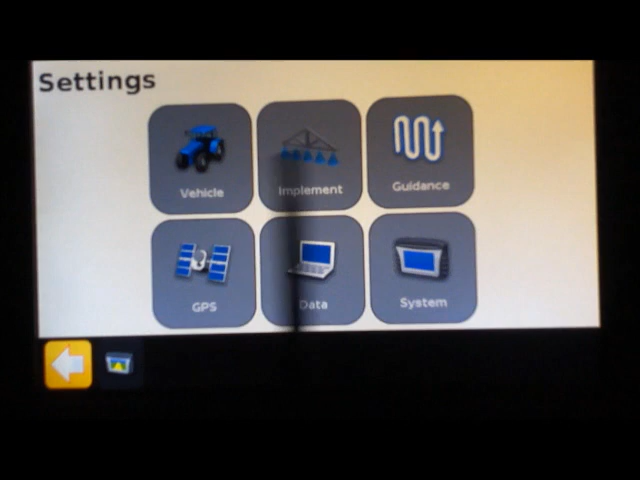 Settings
Vehicle
Implement
Guidance
GPS
Data
System